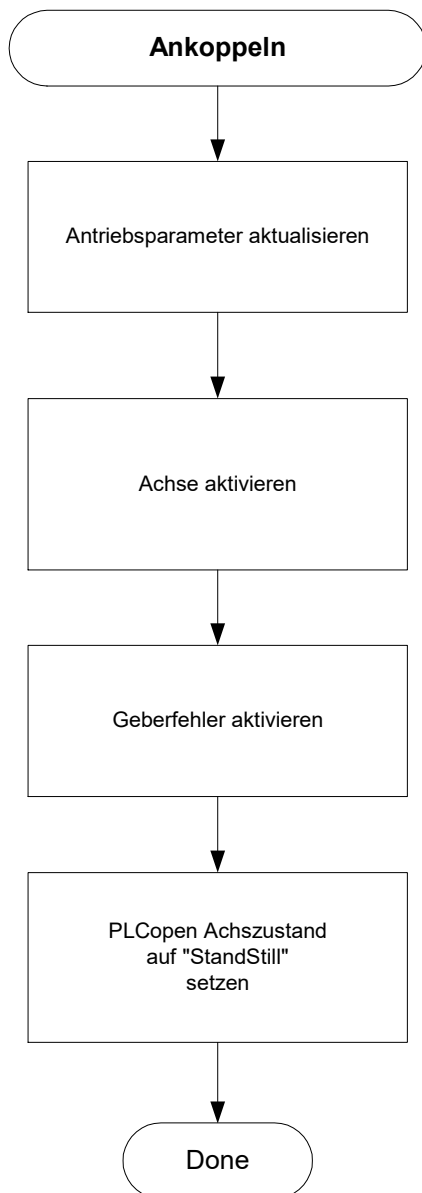 Ankoppeln
Antriebsparameter aktualisieren
Achse aktivieren
Geberfehler aktivieren
PLCopen Achszustand
auf "StandStill"
setzen
Done